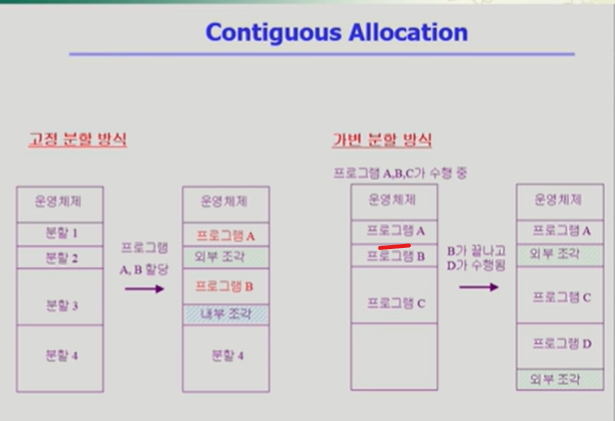 Contiguous Allocation
고정 분할 방식
운영체제
분할 1
분할 2
분할 3
분할 4
프로그램
A, B 할당
운영체제
프로그램 A
외부 조각
프로그램 B
내부 조각
분할 4
가변 분할 방식
프로그램 A,B,C가 수행 중
운영체제
프로그램 A
프로그램 B
프로그램 C
B가 끝나고
D가 수행됨
운영체제
프로그램 A
외부 조각
프로그램 C
프로그램 D
외부 조각